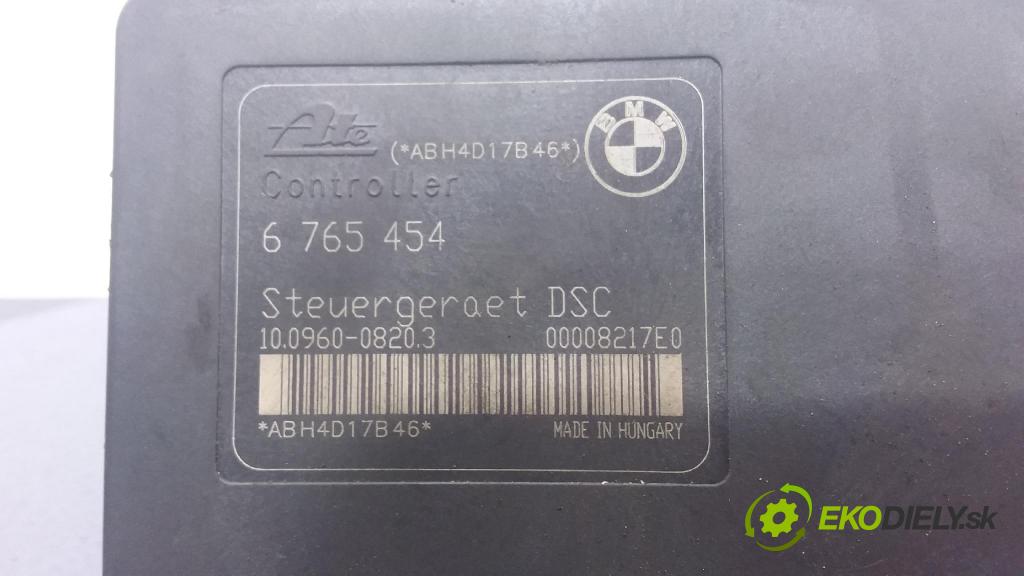 Ate
(*ABH4D17B46*)
BMW
Controller
6 765 454
Steuergeraet DSC
10.0960-0820.3 00008217E0
*ABH4D17B46* MADE IN HUNGARY
EKODIELY.sk